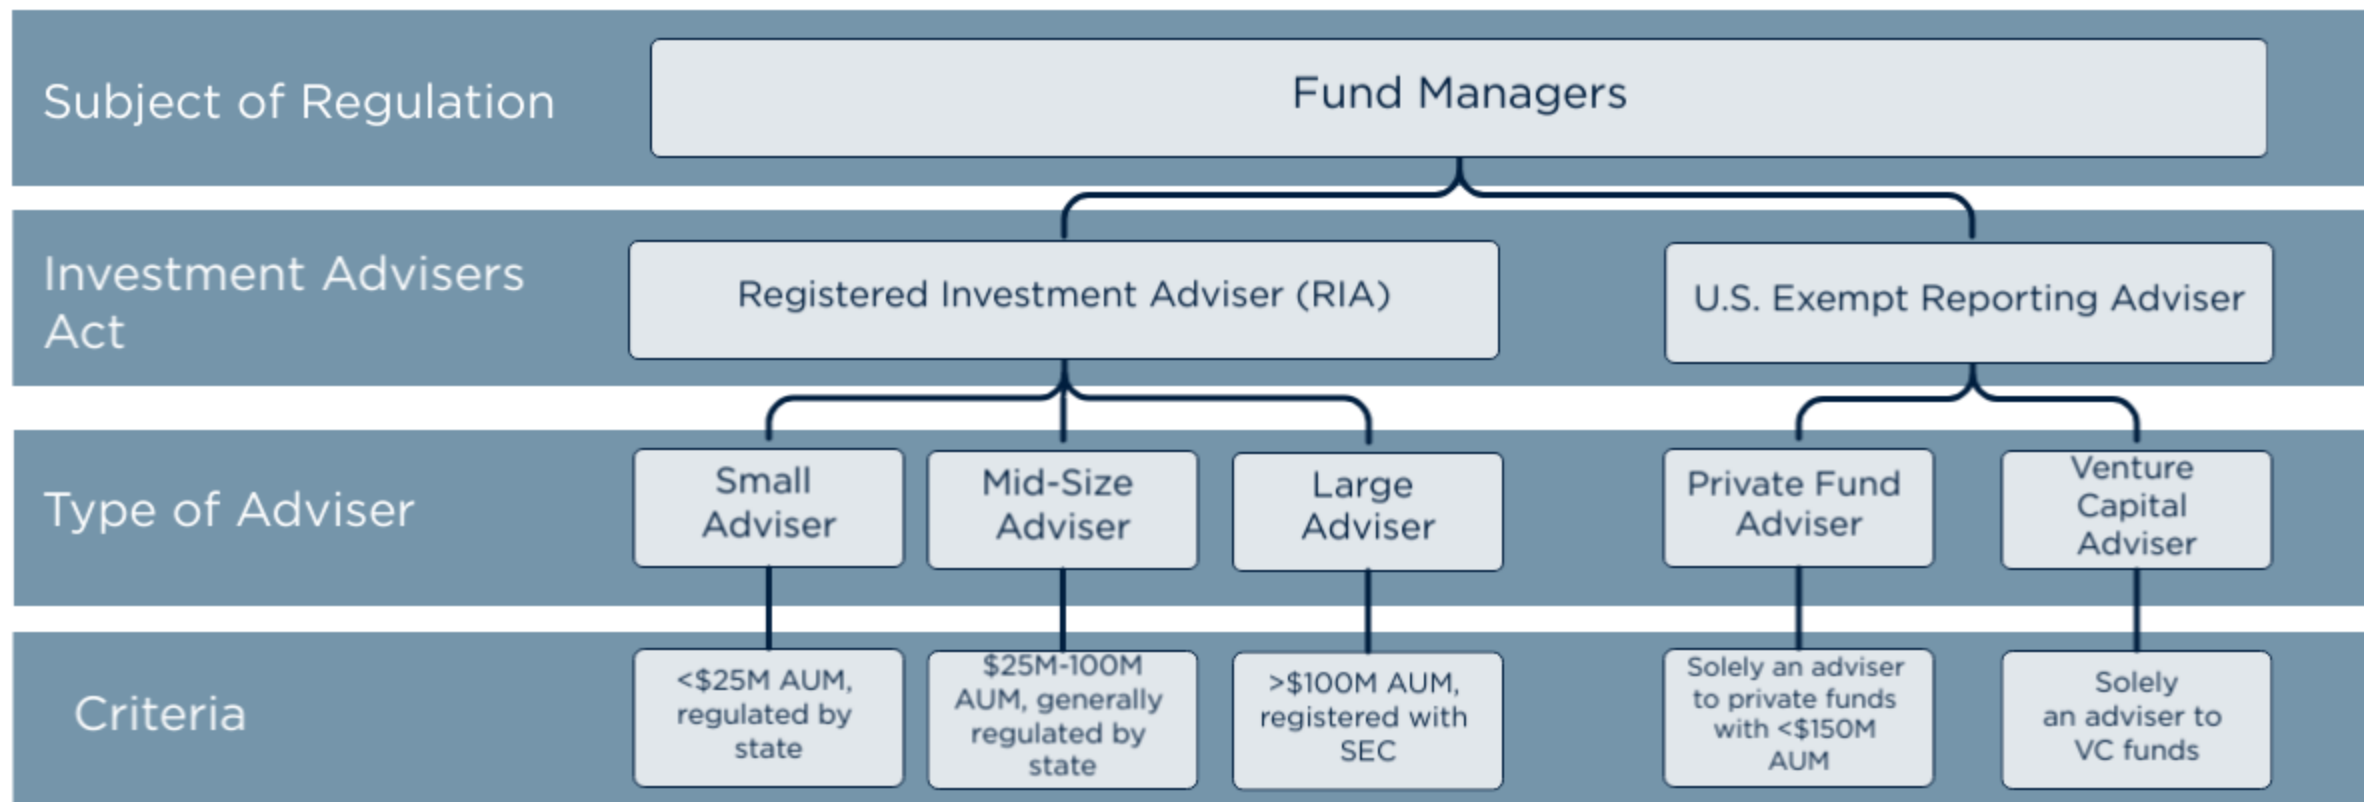 Subject of Regulation
Fund Managers
Investment Advisers
Act
Registered Investment Adviser (RIA)
U.S. Exempt Reporting Adviser
Type of Adviser
Small
Adviser
Mid-Size
Adviser
Large
Adviser
Private Fund
Adviser
Venture
Capital
Adviser
Criteria
<$25M AUM,
regulated by
state
$25M-100M
AUM, generally
regulated by
state
>$100M AUM,
registered with
SEC
Solely an adviser
to private funds
with <$150M
AUM
Solely
an adviser to
VC funds